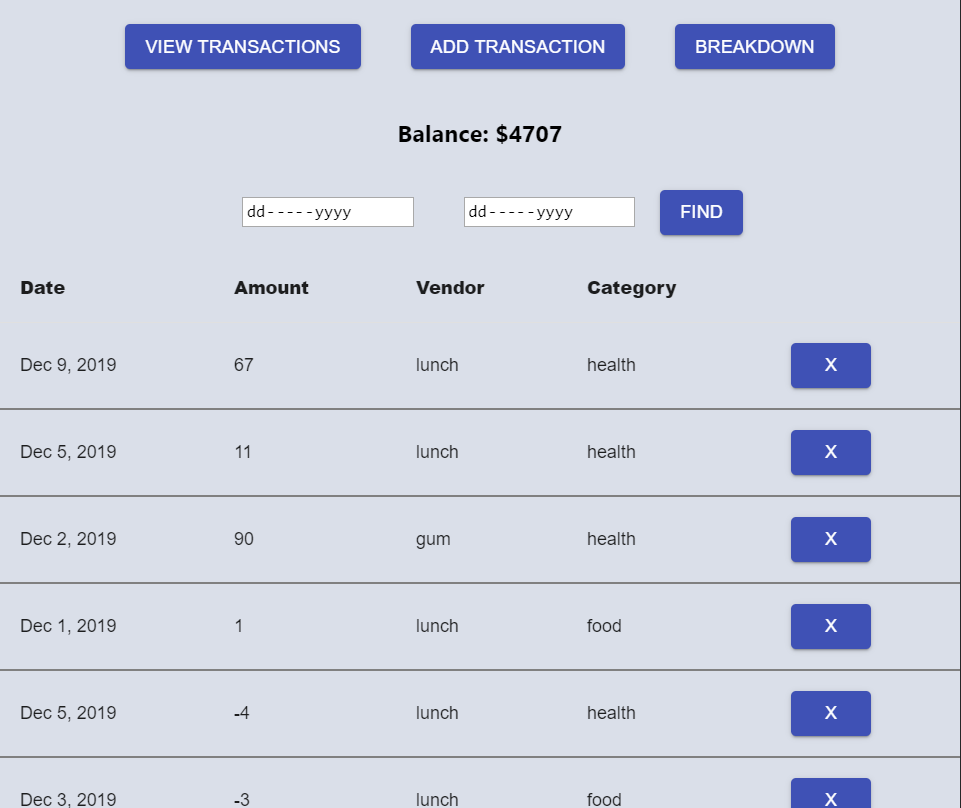 VIEW TRANSACTIONS ADD TRANSACTION BREAKDOWN
Balance: $4707
dd-----yyyy dd-----yyyy FIND
Date Amount Vendor Category
Dec 9, 2019 67 lunch health X
Dec 5, 2019 11 lunch health X
Dec 2, 2019 90 gum health X
Dec 1, 2019 1 lunch food X
Dec 5, 2019 -4 lunch health X
Dec 3, 2019 -3 lunch food X